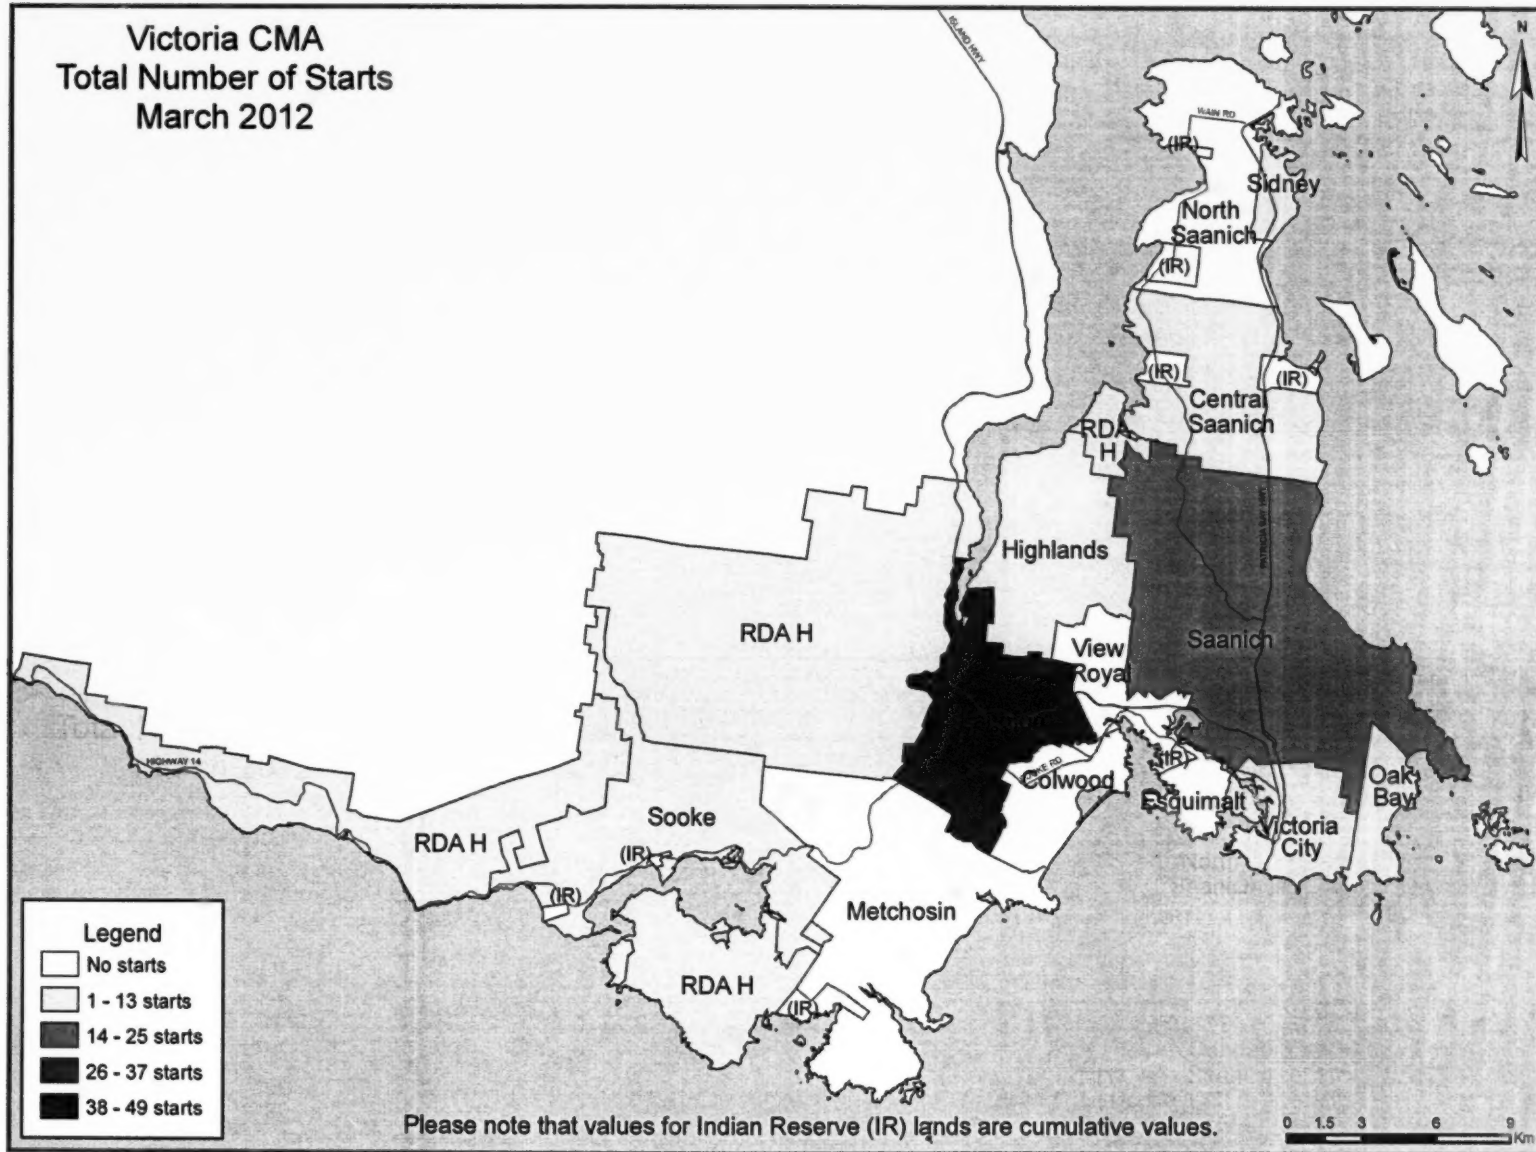 Victoria CMA
Total Number of Starts
March 2012
N
ISLAND HWY
WAIN RD
(IR)
Sidney
North
Saanich
(IR)
(IR)
(IR)
Central
Saanich
RDA
H
PATRICIA BAY HWY
Highlands
RDA H
View
Royal
Saanich
HIGHWAY 14
Colwood
(IR)
Esquimalt
Oak
Bay
Victoria
City
Sooke
RDA H
(IR)
(IR)
Metchosin
RDA H
(IR)
Legend
No starts
1 - 13 starts
14 - 25 starts
26 - 37 starts
38 - 49 starts
Please note that values for Indian Reserve (IR) lands are cumulative values.
0 1.5 3 6 9
Km